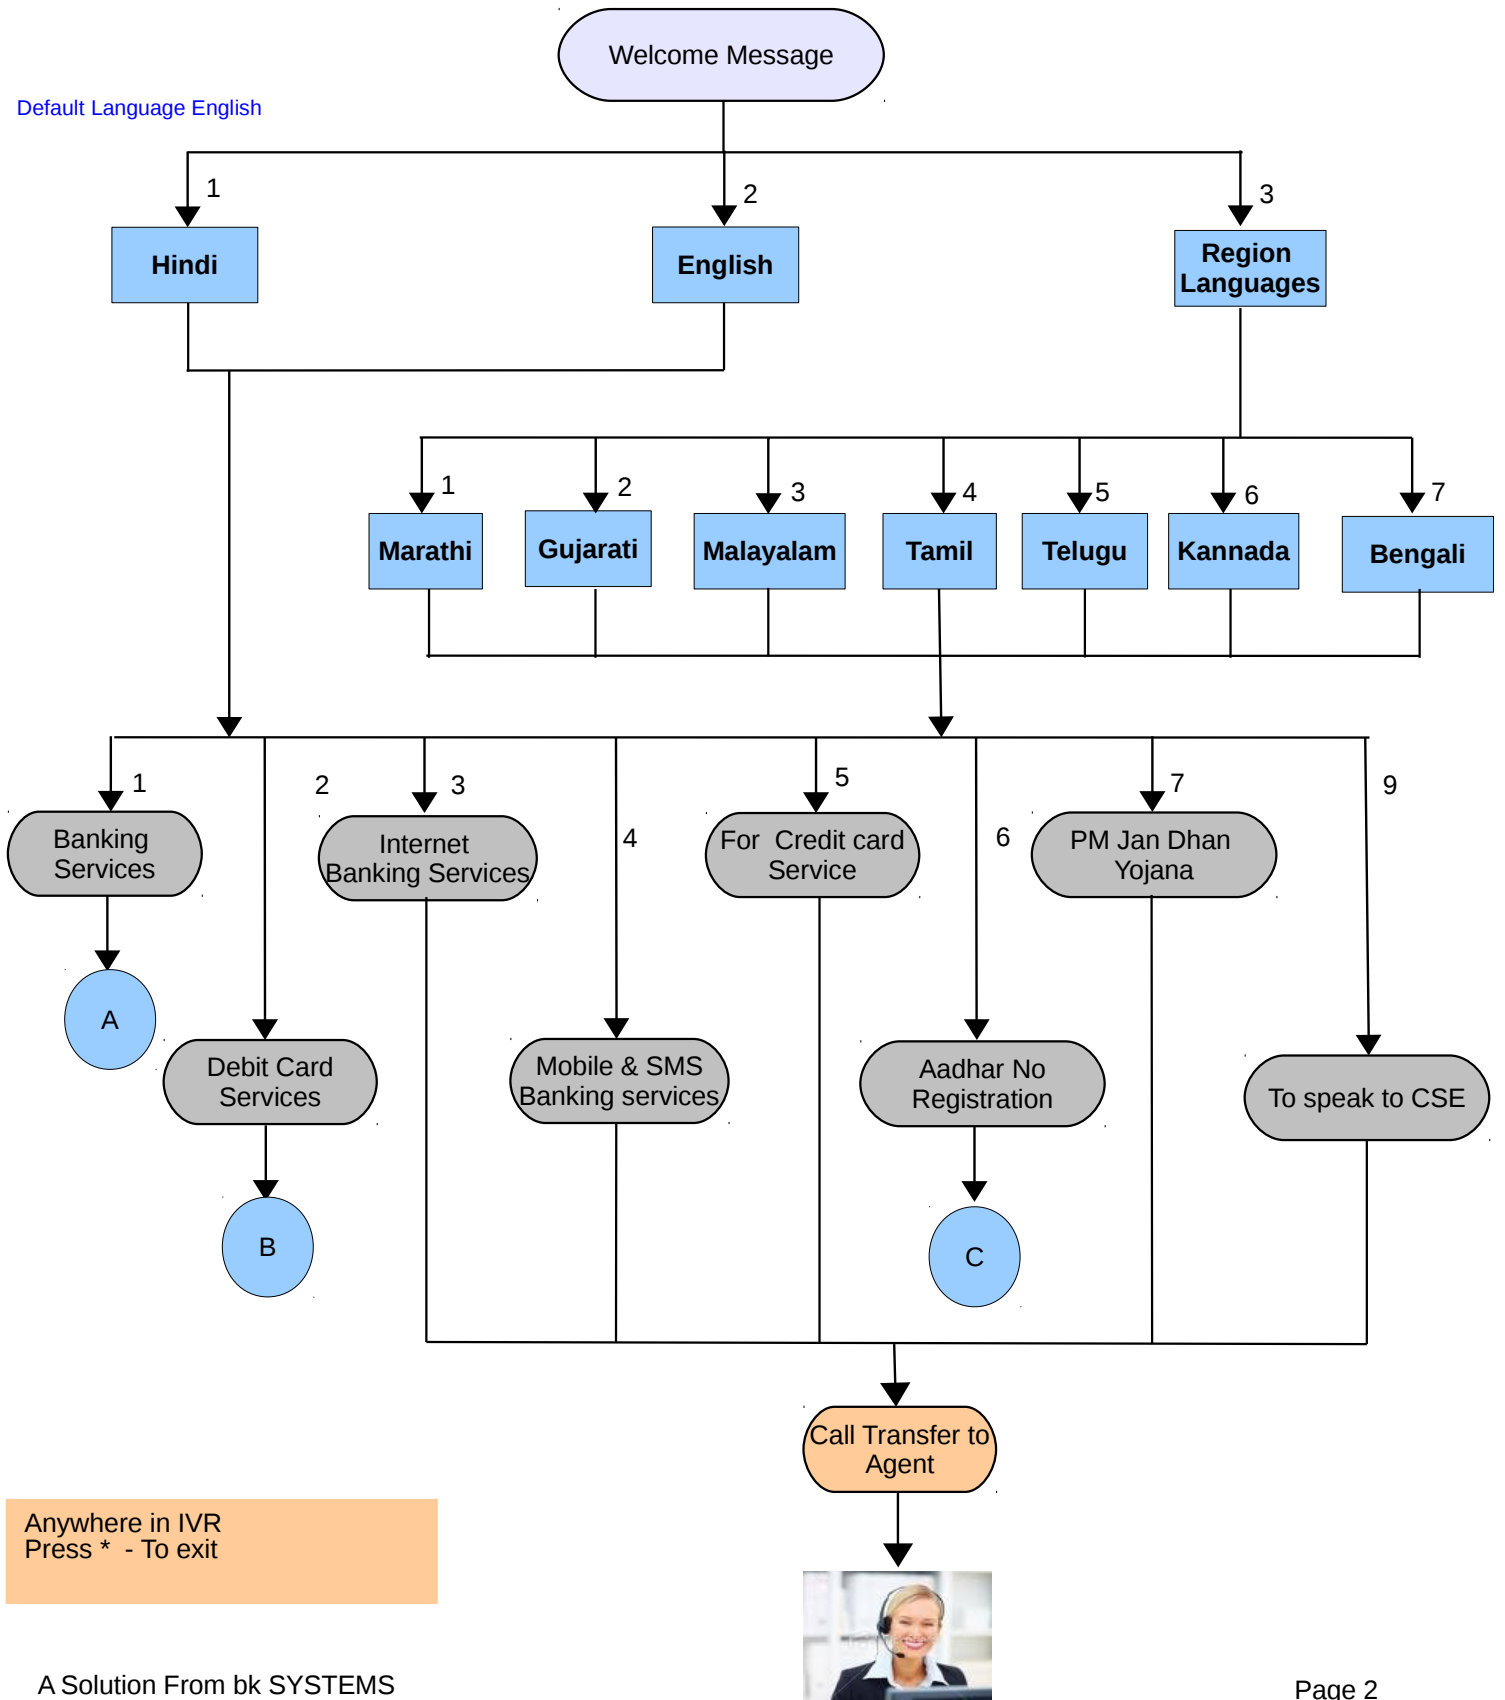 Welcome Message
Default Language English
1
2
3
Hindi
English
Region
Languages
1
2
3
4
5
6
7
Marathi
Gujarati
Malayalam
Tamil
Telugu
Kannada
Bengali
1
2
3
4
5
6
7
9
Banking
Services
Internet
Banking Services
For  Credit card
Service
PM Jan Dhan
Yojana
A
Debit Card
Services
Mobile & SMS
Banking services
Aadhar No
Registration
To speak to CSE
B
C
Call Transfer to
Agent
Anywhere in IVR
Press *  - To exit
A Solution From bk SYSTEMS
Page 2